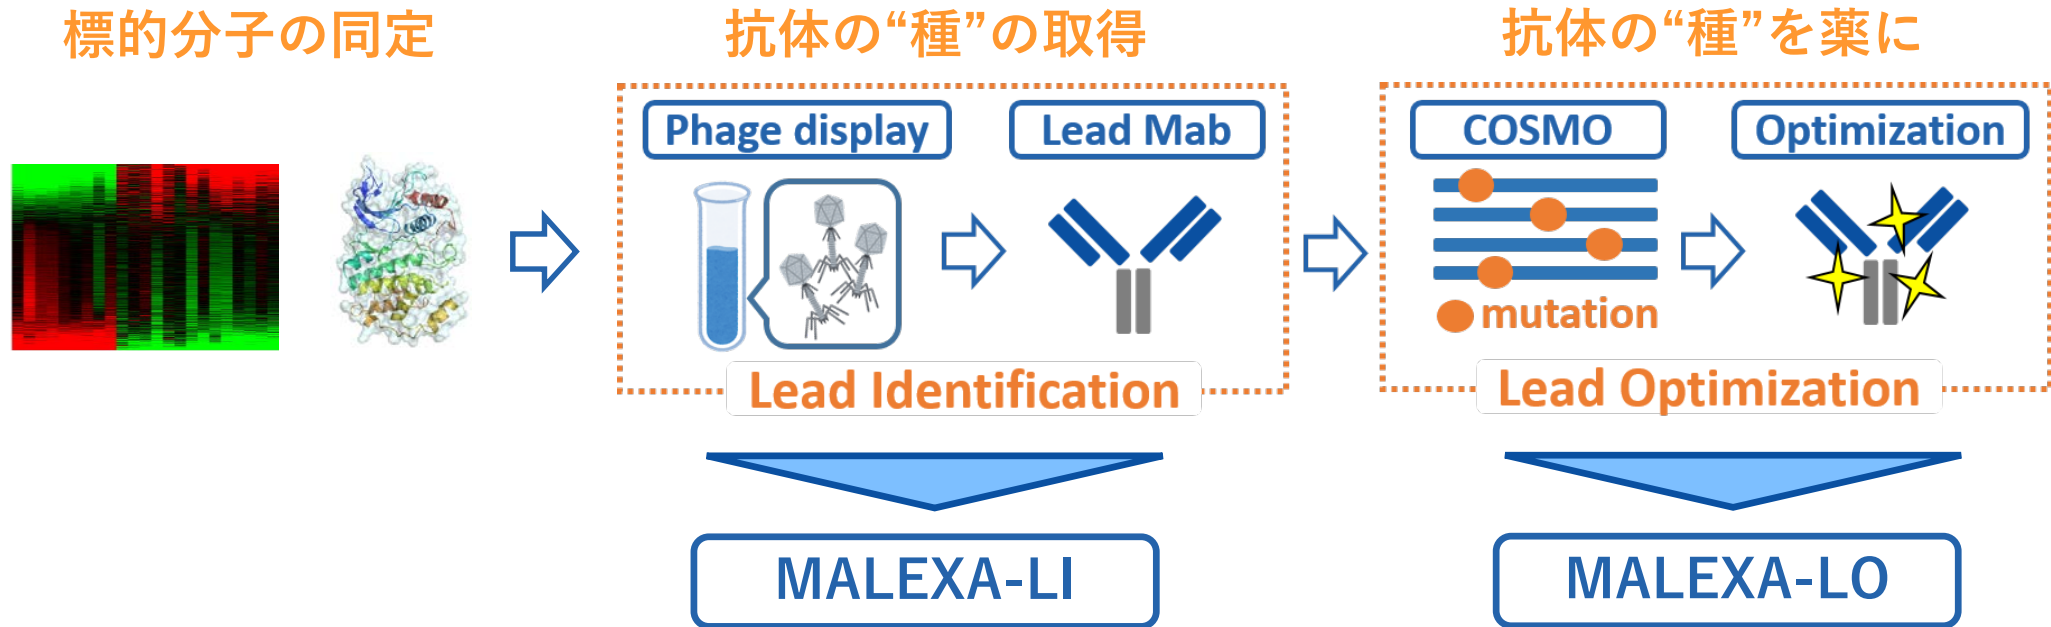 標的分子の同定
抗体の“種”の取得
抗体の“種”を薬に
Phage display
Lead Mab
COSMO
Optimization
mutation
Lead Identification
Lead Optimization
MALEXA-LI
MALEXA-LO